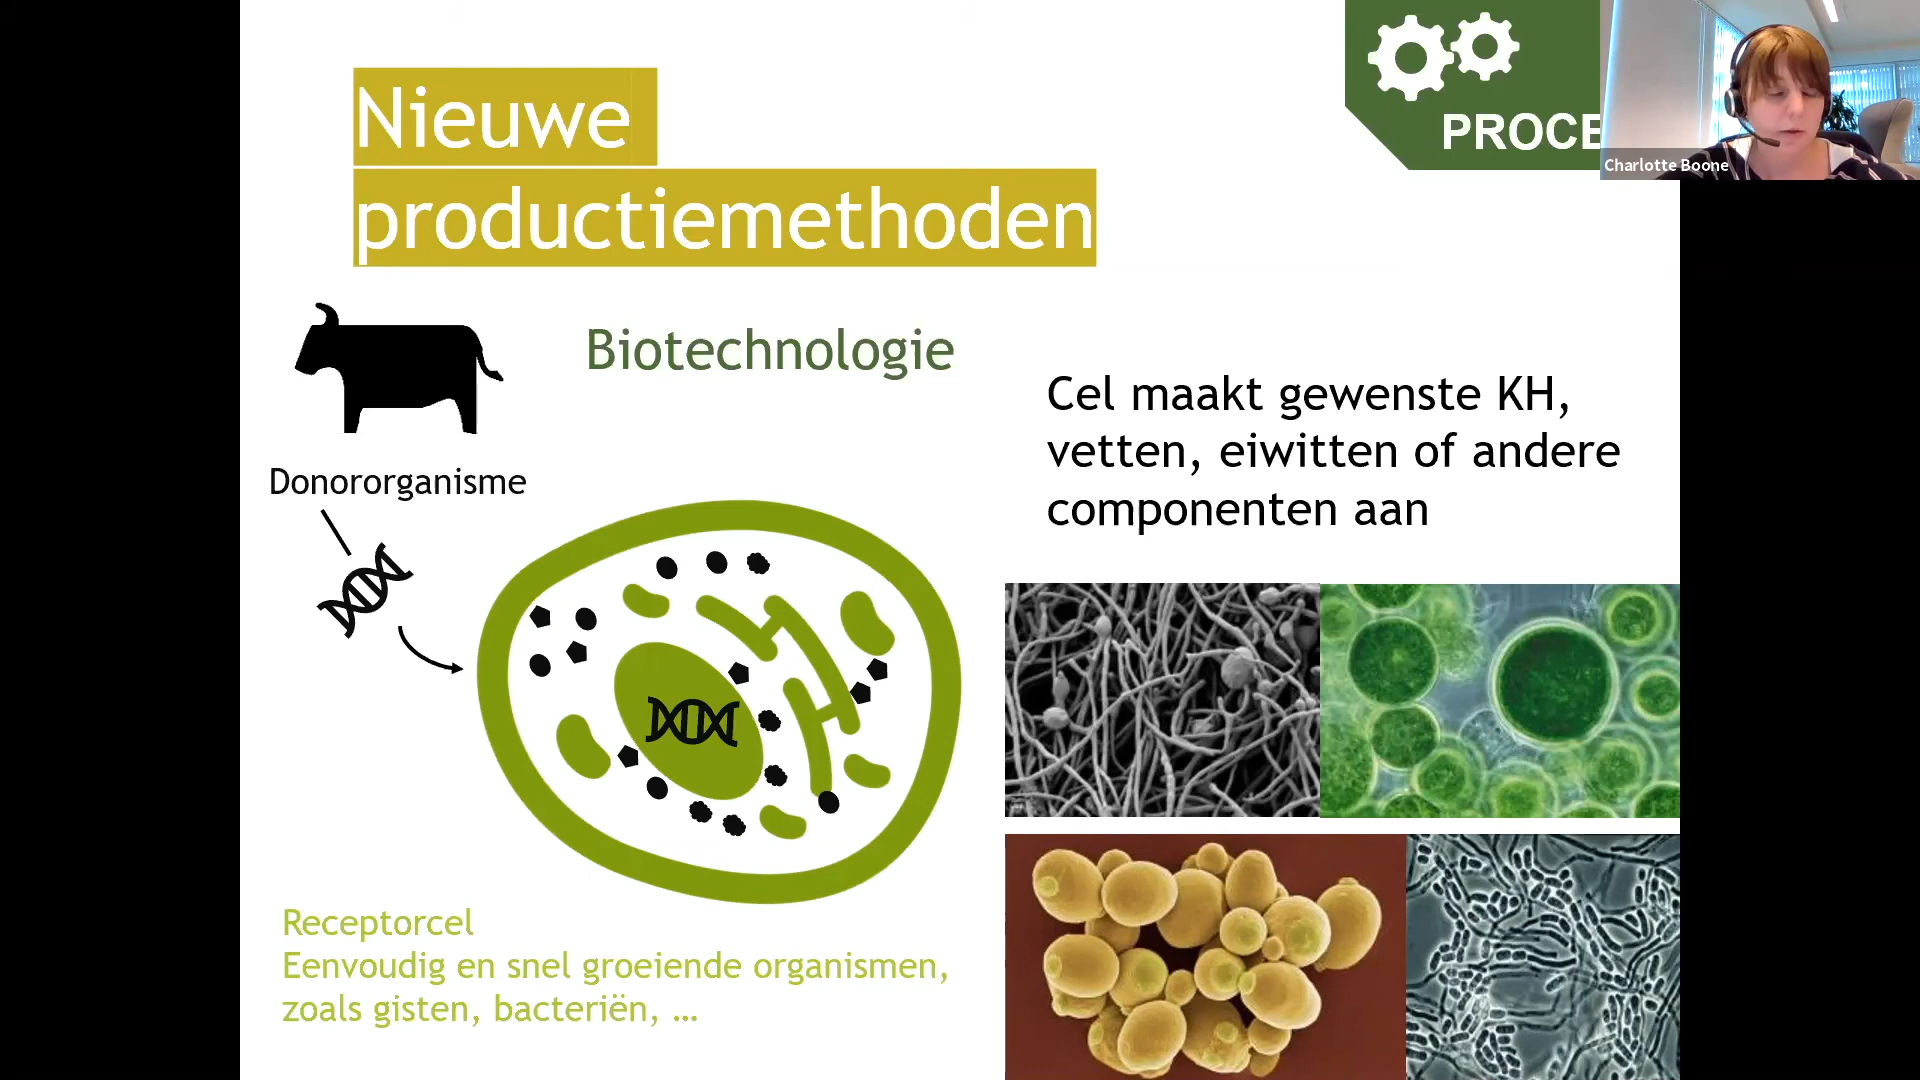 Nieuwe
productiemethoden
PROCE
Charlotte Boone
Biotechnologie
Donororganisme
Cel maakt gewenste KH,
vetten, eiwitten of andere
componenten aan
Receptorcel
Eenvoudig en snel groeiende organismen,
zoals gisten, bacteriën, ...